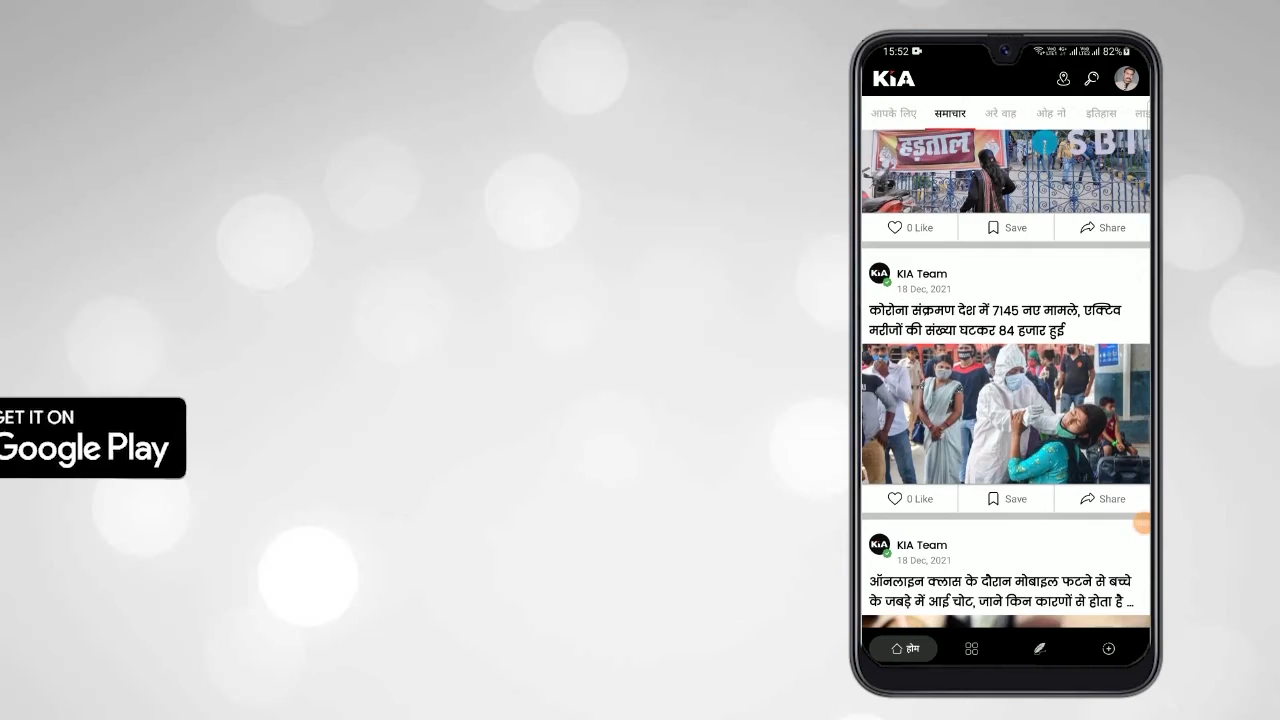 GET IT ON
Google Play
15:52
82%
KiA
आपके लिए समाचार अरे वाह ओह नो इतिहास
हड़ताल
SBI
0 Like Save Share
KiA
KIA Team
18 Dec, 2021
कोरोना संक्रमण देश में 7145 नए मामले, एक्टिव
मरीजों की संख्या घटकर 84 हजार हुई
0 Like Save Share
KiA
KIA Team
18 Dec, 2021
ऑनलाइन क्लास के दौरान मोबाइल फटने से बच्चे
के जबड़े में आई चोट, जाने किन कारणों से होता है ...
होम